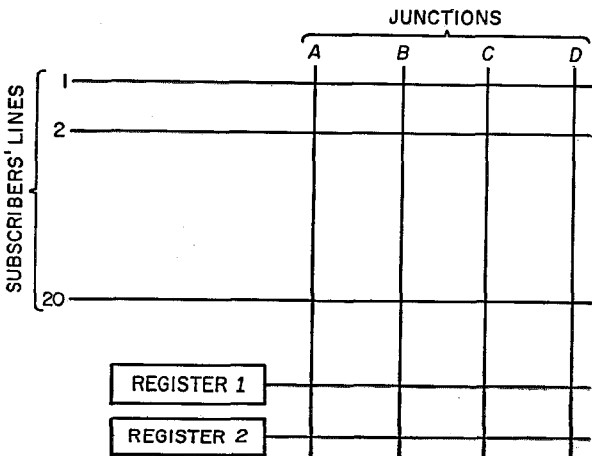 JUNCTIONS
A B C D
SUBSCRIBERS' LINES
1
2
20
REGISTER 1
REGISTER 2